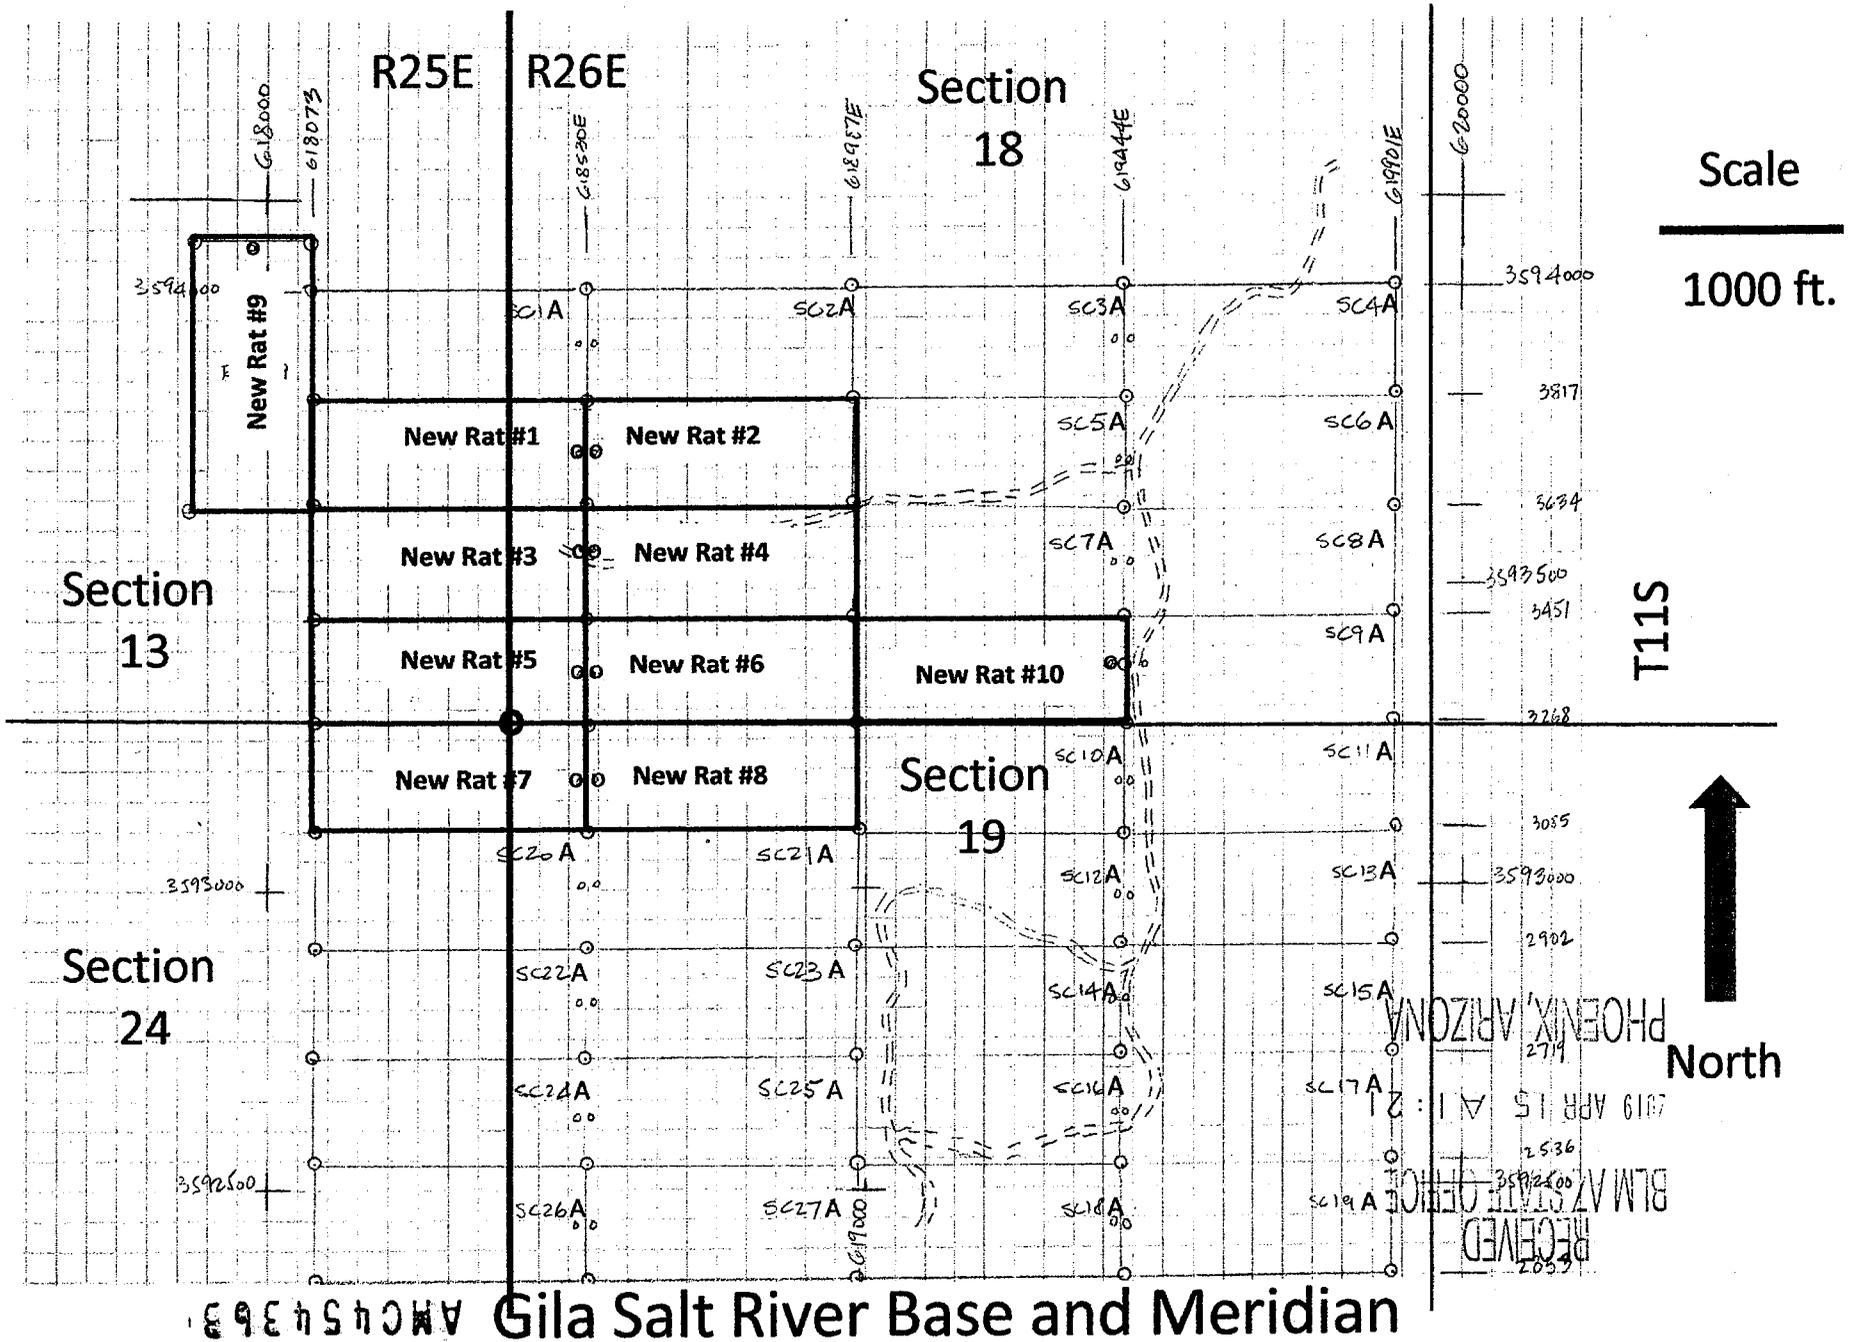 R25E
R26E
Section
18
618000
618073
618530E
618987E
619444E
619901E
620000
Scale
1000 ft.
3594000
3594000
New Rat #9
SC1A
SC2A
SC3A
SC4A
3817
New Rat #1
New Rat #2
SC5A
SC6A
3634
New Rat #3
New Rat #4
SC7A
SC8A
3593500
3451
Section
13
T11S
New Rat #5
New Rat #6
New Rat #10
SC9A
3268
New Rat #7
New Rat #8
Section
19
SC10A
SC11A
3085
SC20A
SC21A
SC12A
SC13A
3593000
3593000
2902
Section
24
SC22A
SC23A
SC14A
SC15A
PHOENIX, ARIZONA
2719
North
SC24A
SC25A
SC16A
SC17A
2019 APR 15 A 11: 21
2536
3592500
3592500
BLM AZ STATE OFFICE
SC26A
SC27A
SC18A
SC19A
RECEIVED
619000
AMC454363
Gila Salt River Base and Meridian